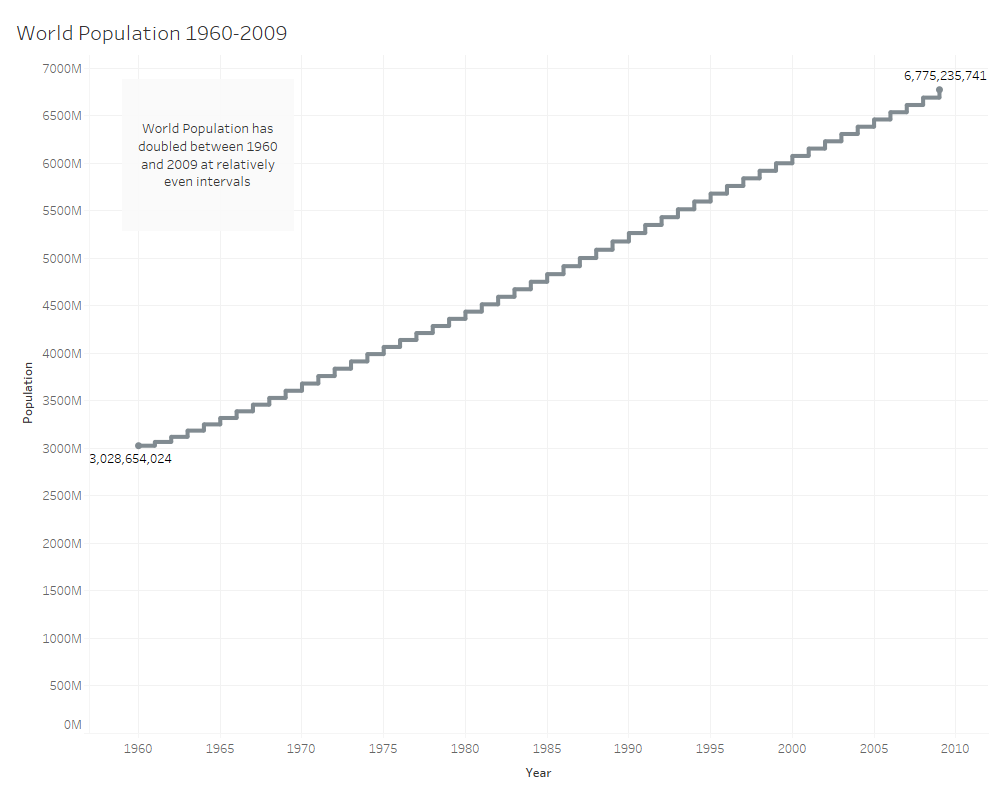 World Population 1960-2009
7000M
6,775,235,741
6500M
World Population has
doubled between 1960
and 2009 at relatively
even intervals
6000M
5500M
5000M
4500M
4000M
3500M
Population
3000M
3,028,654,024
2500M
2000M
1500M
1000M
500M
0M
1960 1965 1970 1975 1980 1985 1990 1995 2000 2005 2010
Year